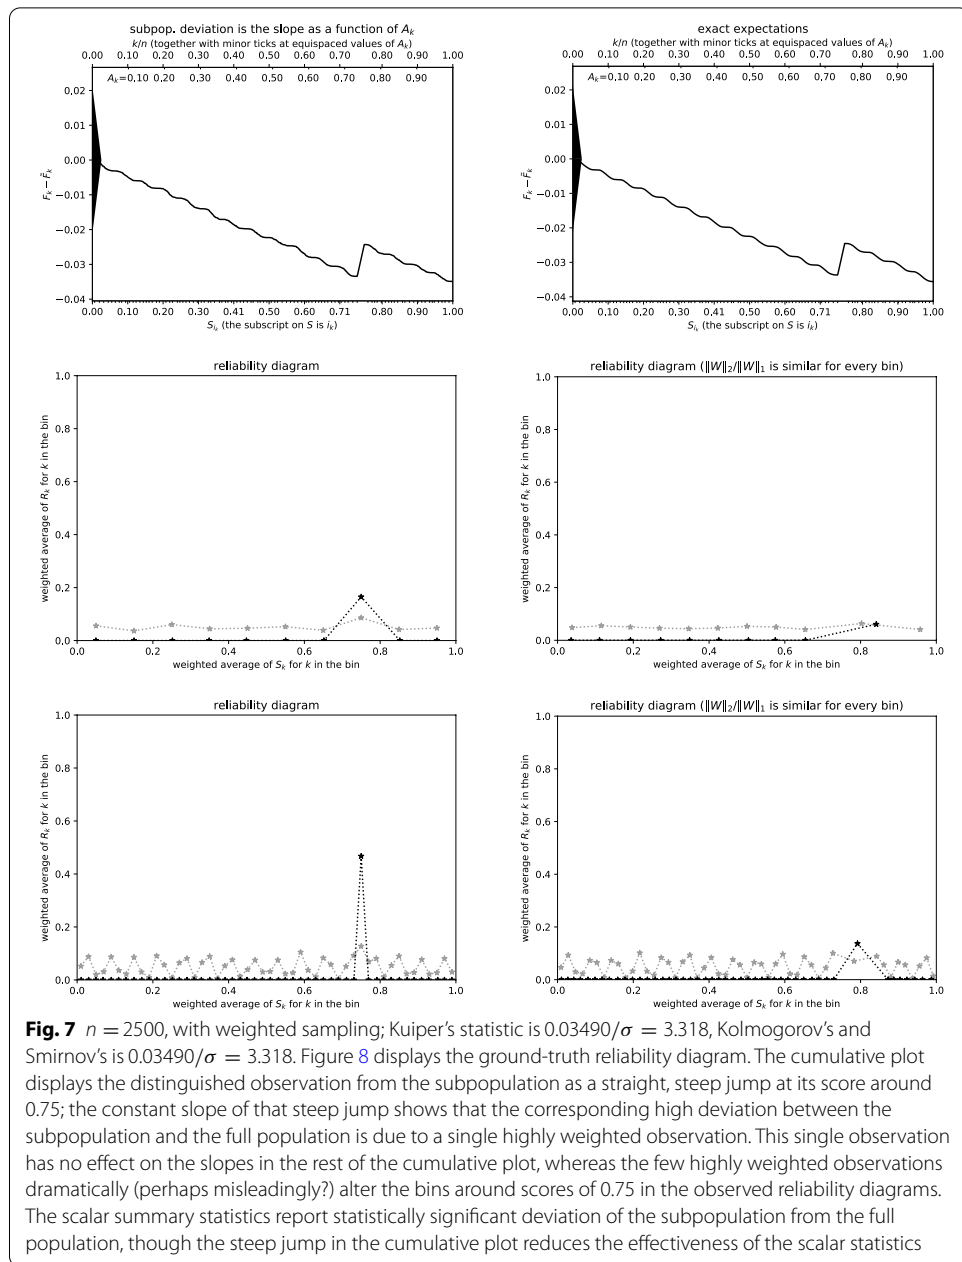 subpop. deviation is the slope as a function of A_k
k/n (together with minor ticks at equispaced values of A_k)
0.00 0.10 0.20 0.30 0.40 0.50 0.60 0.70 0.80 0.90 1.00
A_k=0.10 0.20 0.30 0.40 0.50 0.60 0.71 0.80 0.90
0.02
0.01
0.00
−0.01
−0.02
−0.03
−0.04
F_k − F̃_k
0.00 0.10 0.20 0.30 0.41 0.50 0.61 0.71 0.75 0.87 1.00
S_{i_k} (the subscript on S is i_k)
exact expectations
k/n (together with minor ticks at equispaced values of A_k)
0.00 0.10 0.20 0.30 0.40 0.50 0.60 0.70 0.80 0.90 1.00
A_k=0.10 0.20 0.30 0.40 0.50 0.60 0.71 0.80 0.90
0.02
0.01
0.00
−0.01
−0.02
−0.03
−0.04
F_k − F̃_k
0.00 0.10 0.20 0.30 0.41 0.50 0.61 0.71 0.75 0.87 1.00
S_{i_k} (the subscript on S is i_k)
reliability diagram
1.0
0.8
0.6
0.4
0.2
0.0
weighted average of R_k for k in the bin
0.0 0.2 0.4 0.6 0.8 1.0
weighted average of S_k for k in the bin
reliability diagram (‖W‖₂/‖W‖₁ is similar for every bin)
1.0
0.8
0.6
0.4
0.2
0.0
weighted average of R_k for k in the bin
0.0 0.2 0.4 0.6 0.8 1.0
weighted average of S_k for k in the bin
reliability diagram
1.0
0.8
0.6
0.4
0.2
0.0
weighted average of R_k for k in the bin
0.0 0.2 0.4 0.6 0.8 1.0
weighted average of S_k for k in the bin
reliability diagram (‖W‖₂/‖W‖₁ is similar for every bin)
1.0
0.8
0.6
0.4
0.2
0.0
weighted average of R_k for k in the bin
0.0 0.2 0.4 0.6 0.8 1.0
weighted average of S_k for k in the bin
Fig. 7 n = 2500, with weighted sampling; Kuiper's statistic is 0.03490/σ = 3.318, Kolmogorov's and
Smirnov's is 0.03490/σ = 3.318. Figure 8 displays the ground-truth reliability diagram. The cumulative plot
displays the distinguished observation from the subpopulation as a straight, steep jump at its score around
0.75; the constant slope of that steep jump shows that the corresponding high deviation between the
subpopulation and the full population is due to a single highly weighted observation. This single observation
has no effect on the slopes in the rest of the cumulative plot, whereas the few highly weighted observations
dramatically (perhaps misleadingly?) alter the bins around scores of 0.75 in the observed reliability diagrams.
The scalar summary statistics report statistically significant deviation of the subpopulation from the full
population, though the steep jump in the cumulative plot reduces the effectiveness of the scalar statistics